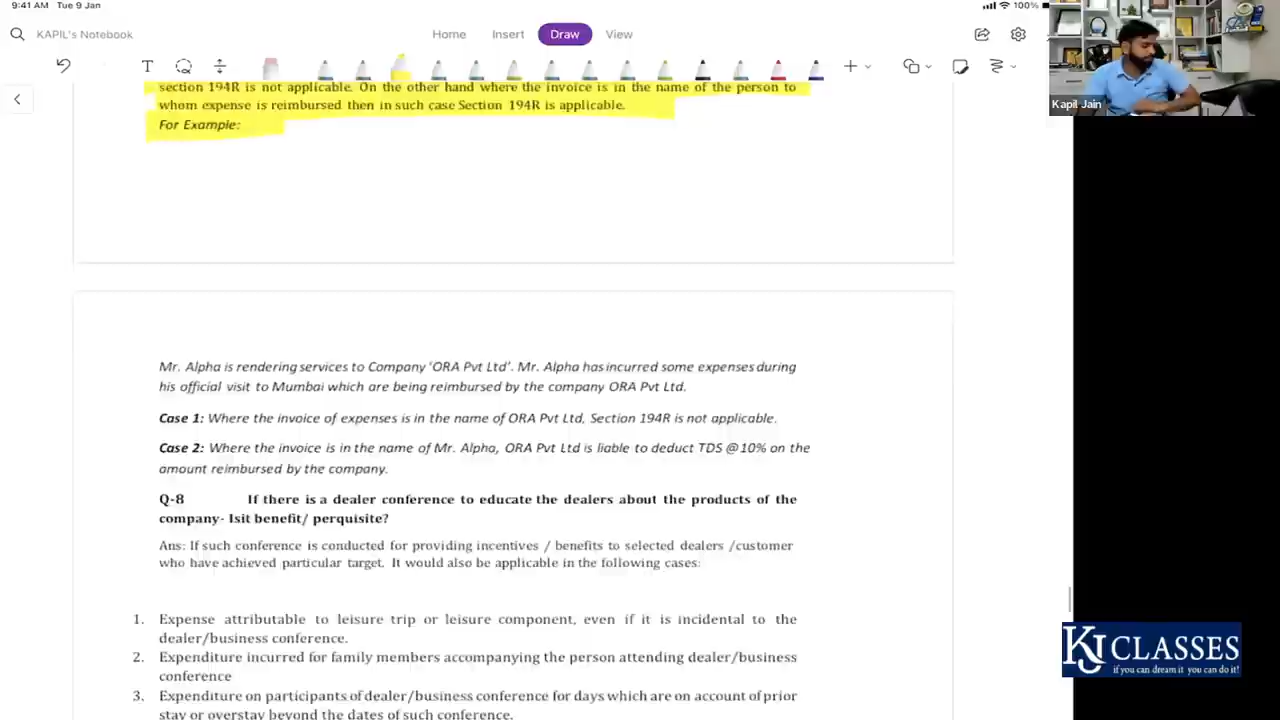 9:41 AM Tue 9 Jan
100%
KAPIL's Notebook
Home Insert Draw View
section 194R is not applicable. On the other hand where the invoice is in the name of the person to
whom expense is reimbursed then in such case Section 194R is applicable.
For Example:
Kapil Jain
Mr. Alpha is rendering services to Company 'ORA Pvt Ltd'. Mr. Alpha has incurred some expenses during
his official visit to Mumbai which are being reimbursed by the company ORA Pvt Ltd.
Case 1: Where the invoice of expenses is in the name of ORA Pvt Ltd, Section 194R is not applicable.
Case 2: Where the invoice is in the name of Mr. Alpha, ORA Pvt Ltd is liable to deduct TDS @10% on the
amount reimbursed by the company.
Q-8 If there is a dealer conference to educate the dealers about the products of the
company- Isit benefit/ perquisite?
Ans: If such conference is conducted for providing incentives / benefits to selected dealers /customer
who have achieved particular target. It would also be applicable in the following cases:
1. Expense attributable to leisure trip or leisure component, even if it is incidental to the
dealer/business conference.
2. Expenditure incurred for family members accompanying the person attending dealer/business
conference
3. Expenditure on participants of dealer/business conference for days which are on account of prior
stay or overstay beyond the dates of such conference.
KJ CLASSES
if you can dream it you can do it!